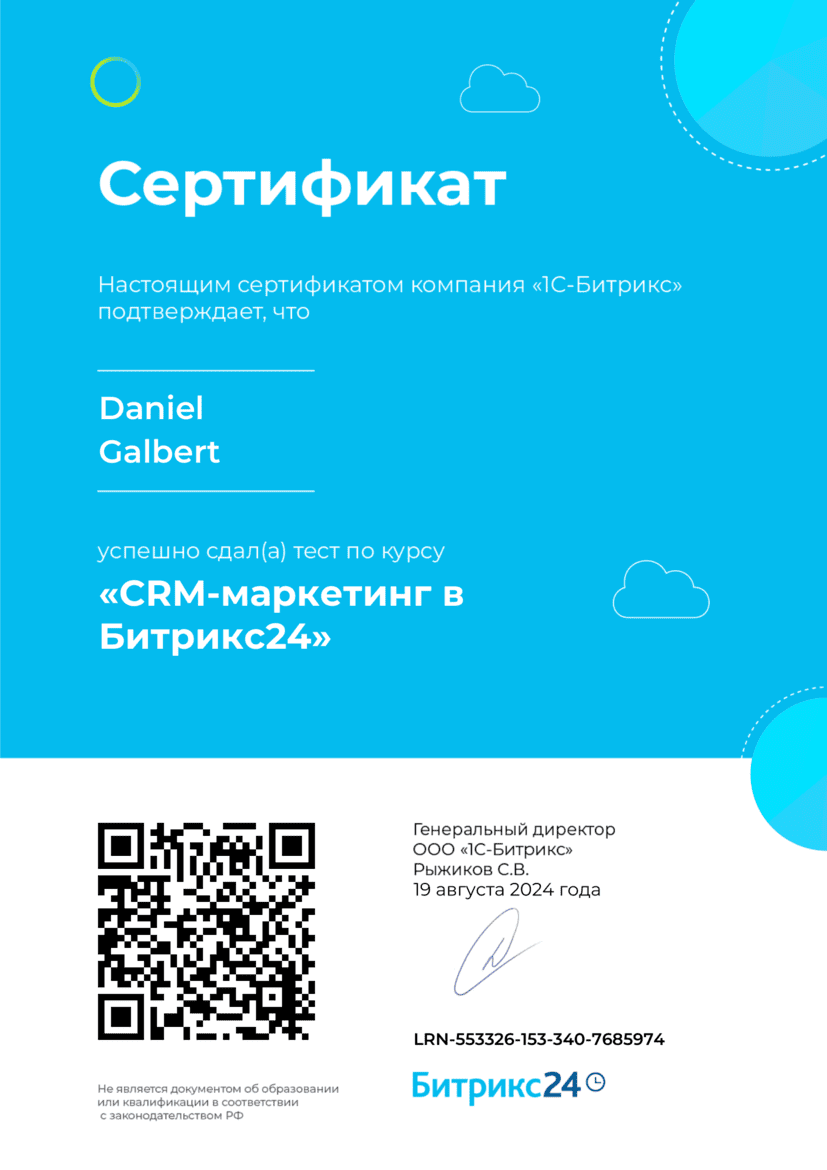 Сертификат
Настоящим сертификатом компания «1С-Битрикс»
подтверждает, что
Daniel
Galbert
успешно сдал(а) тест по курсу
«CRM-маркетинг в
Битрикс24»
Генеральный директор
ООО «1С-Битрикс»
Рыжиков С.В.
19 августа 2024 года
LRN-553326-153-340-7685974
Битрикс24
Не является документом об образовании
или квалификации в соответствии
с законодательством РФ